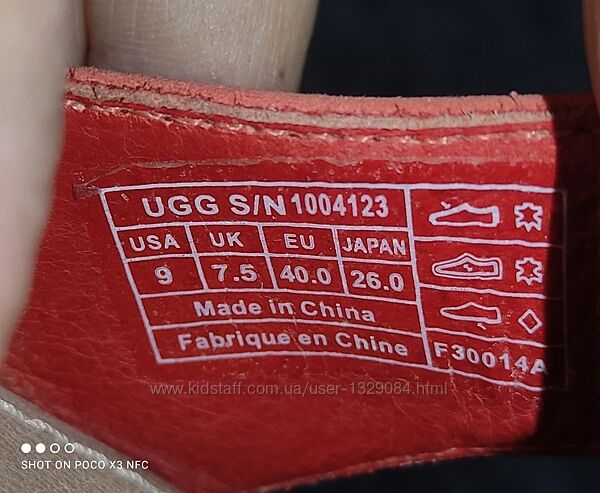 UGG S/N 1004123
USA UK EU JAPAN
9 7.5 40.0 26.0
Made in China
Fabrique en Chine
F30014A
www.kidstaff.com.ua/user-1329084.html
SHOT ON POCO X3 NFC